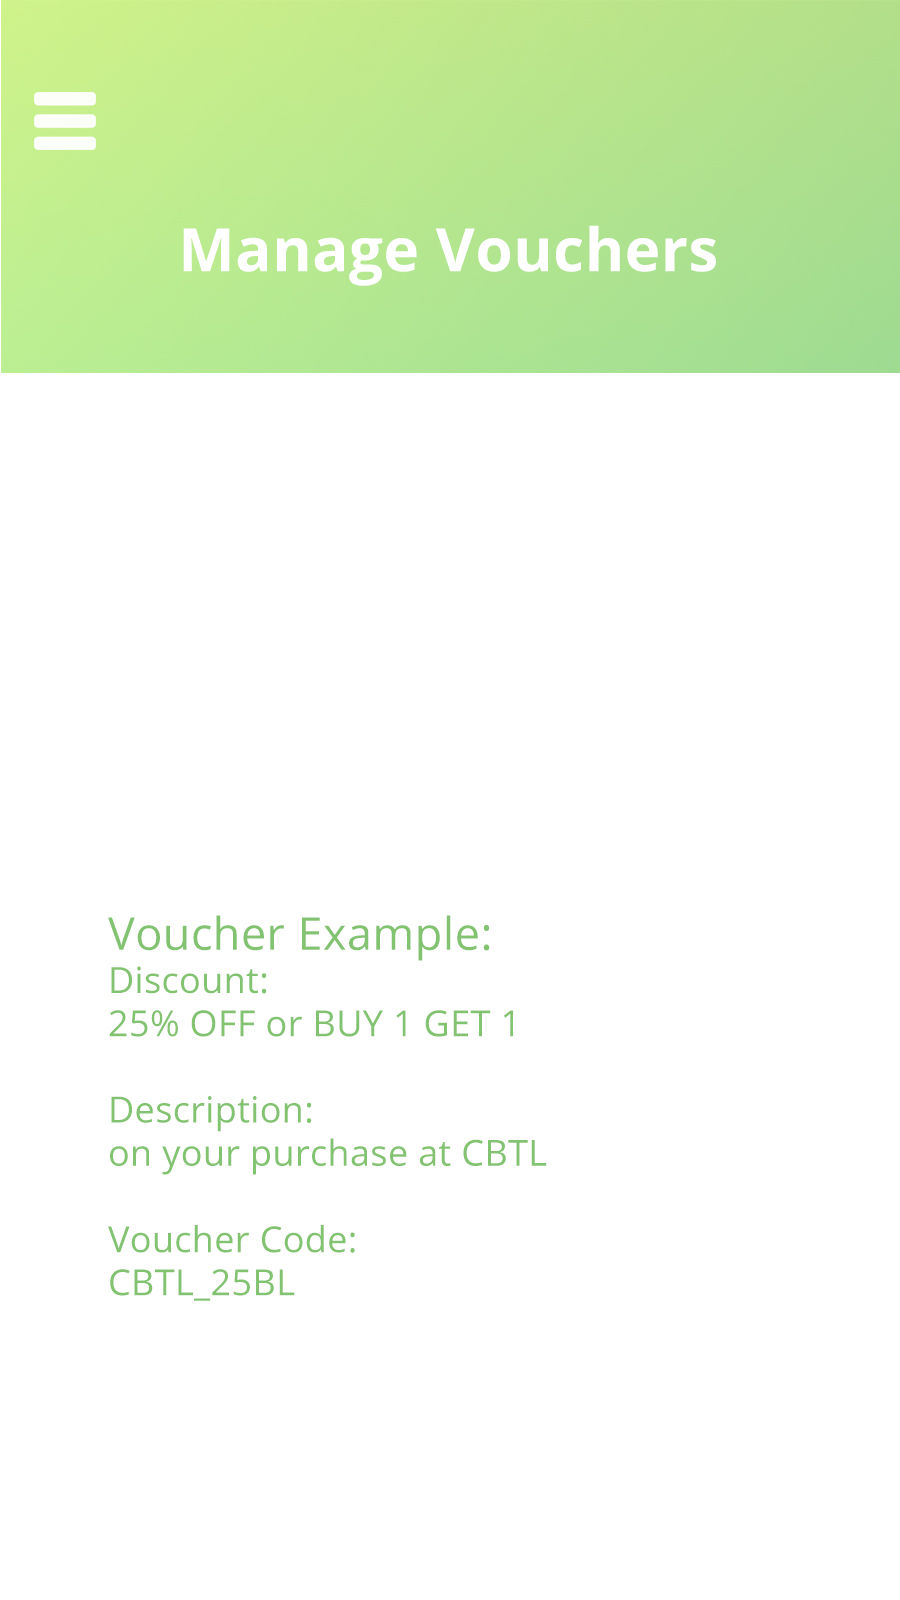 Manage Vouchers
Voucher Example:
Discount:
25% OFF or BUY 1 GET 1
Description:
on your purchase at CBTL
Voucher Code:
CBTL_25BL